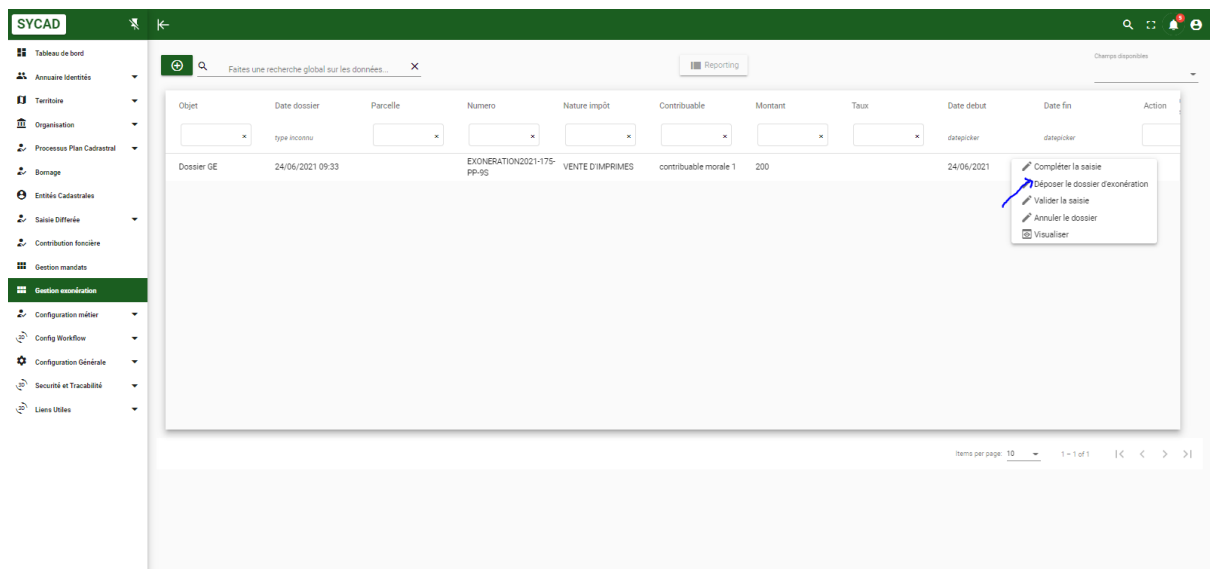 SYCAD
Tableau de bord
Annuaire Identités
Territoire
Organisation
Processus Plan Cadrastral
Bornage
Entités Cadastrales
Saisie Differée
Contribution foncière
Gestion mandats
Gestion exonération
Configuration métier
Config Workflow
Configuration Générale
Securité et Tracabilité
Liens Utiles
Faites une recherche global sur les données...
Reporting
Champs disponibles
Objet Date dossier Parcelle Numero Nature impôt Contribuable Montant Taux Date debut Date fin Action
type inconnu datepicker datepicker
Dossier GE 24/06/2021 09:33 EXONERATION2021-175-PP-9S VENTE D'IMPRIMES contribuable morale 1 200 24/06/2021
Compléter la saisie
Déposer le dossier d'exonération
Valider la saisie
Annuler le dossier
Visualiser
Items per page: 10 1 – 1 of 1